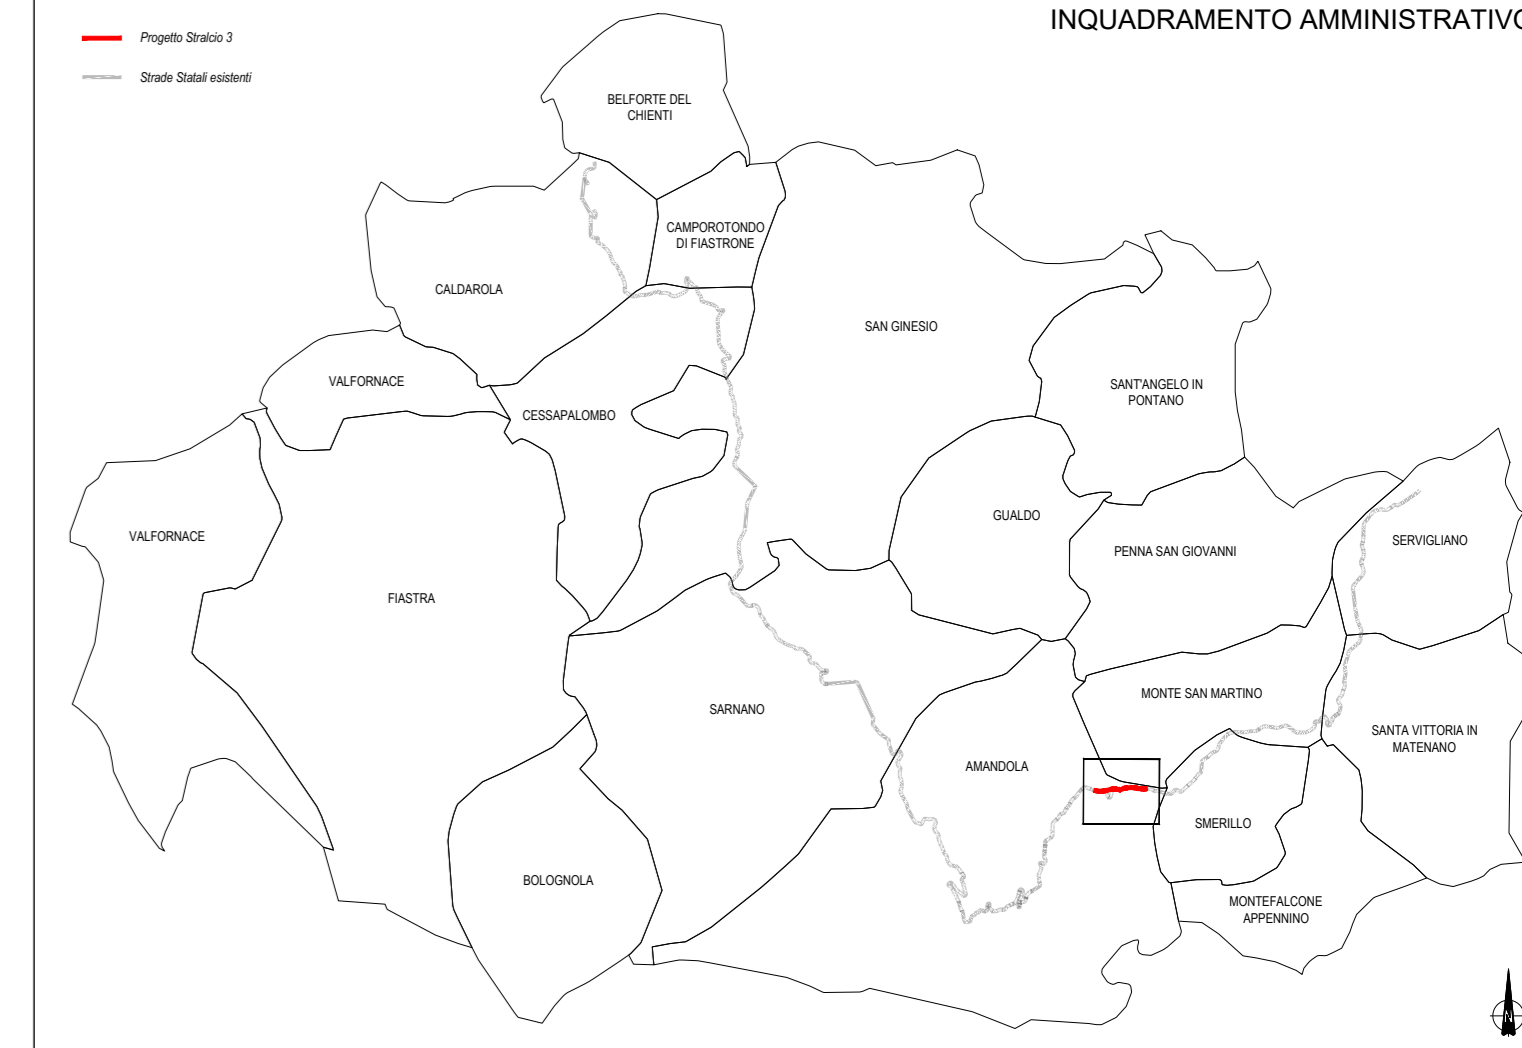 INQUADRAMENTO AMMINISTRATIVO
Progetto Stralcio 3
Strade Statali esistenti
BELFORTE DEL
CHIENTI
CAMPOROTONDO
DI FIASTRONE
CALDAROLA
SAN GINESIO
VALFORNACE
CESSAPALOMBO
SANT'ANGELO IN
PONTANO
VALFORNACE
GUALDO
PENNA SAN GIOVANNI
SERVIGLIANO
FIASTRA
SARNANO
MONTE SAN MARTINO
SANTA VITTORIA IN
MATENANO
AMANDOLA
SMERILLO
BOLOGNOLA
MONTEFALCONE
APPENNINO
N